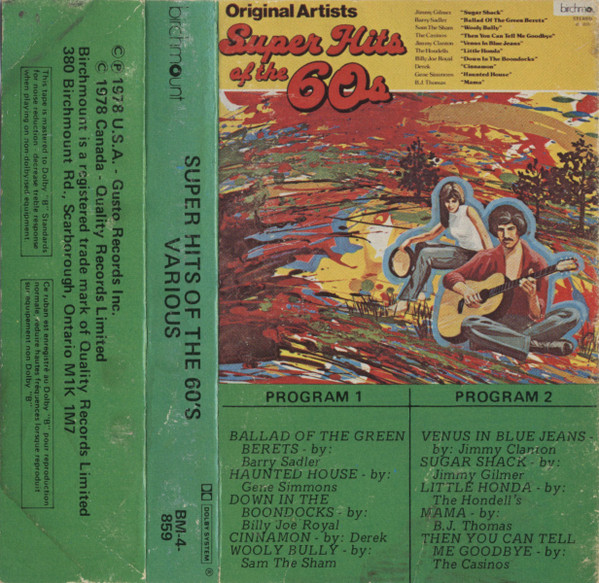 This tape is mastered to Dolby "B" Standards
for noise reduction - decrease treble response
when playing on non-dolbyised equipment.
Ce ruban est enregistré au Dolby "B" pour reproduction
normale, réduire hautes fréquences lorsque reproduit
sur equipement non Dolby "B"
© ℗ 1978 U.S.A. - Gusto Records Inc.
© 1978 Canada - Quality Records Limited
Birchmount is a registered trade mark of Quality Records Limited
380 Birchmount Rd., Scarborough, Ontario M1K 1M7
birchmount
SUPER HITS OF THE 60'S
VARIOUS
DOLBY SYSTEM ®
BM-4-
859
Original Artists
Super Hits
of the
60s
Jimmy Gilmer "Sugar Shack"
Barry Sadler "Ballad Of The Green Berets"
Sam The Sham "Wooly Bully"
The Casinos "Then You Can Tell Me Goodbye"
Jimmy Clanton "Venus In Blue Jeans"
The Hondells "Little Honda"
Billy Joe Royal "Down In The Boondocks"
Derek "Cinnamon"
Gene Simmons "Haunted House"
B.J. Thomas "Mama"
PROGRAM 1
BALLAD OF THE GREEN
BERETS - by:
Barry Sadler
HAUNTED HOUSE - by:
Gene Simmons
DOWN IN THE
BOONDOCKS - by:
Billy Joe Royal
CINNAMON - by: Derek
WOOLY BULLY - by:
Sam The Sham
PROGRAM 2
VENUS IN BLUE JEANS -
by: Jimmy Clanton
SUGAR SHACK - by:
Jimmy Gilmer
LITTLE HONDA - by:
The Hondell's
MAMA - by:
B.J. Thomas
THEN YOU CAN TELL
ME GOODBYE - by:
The Casinos